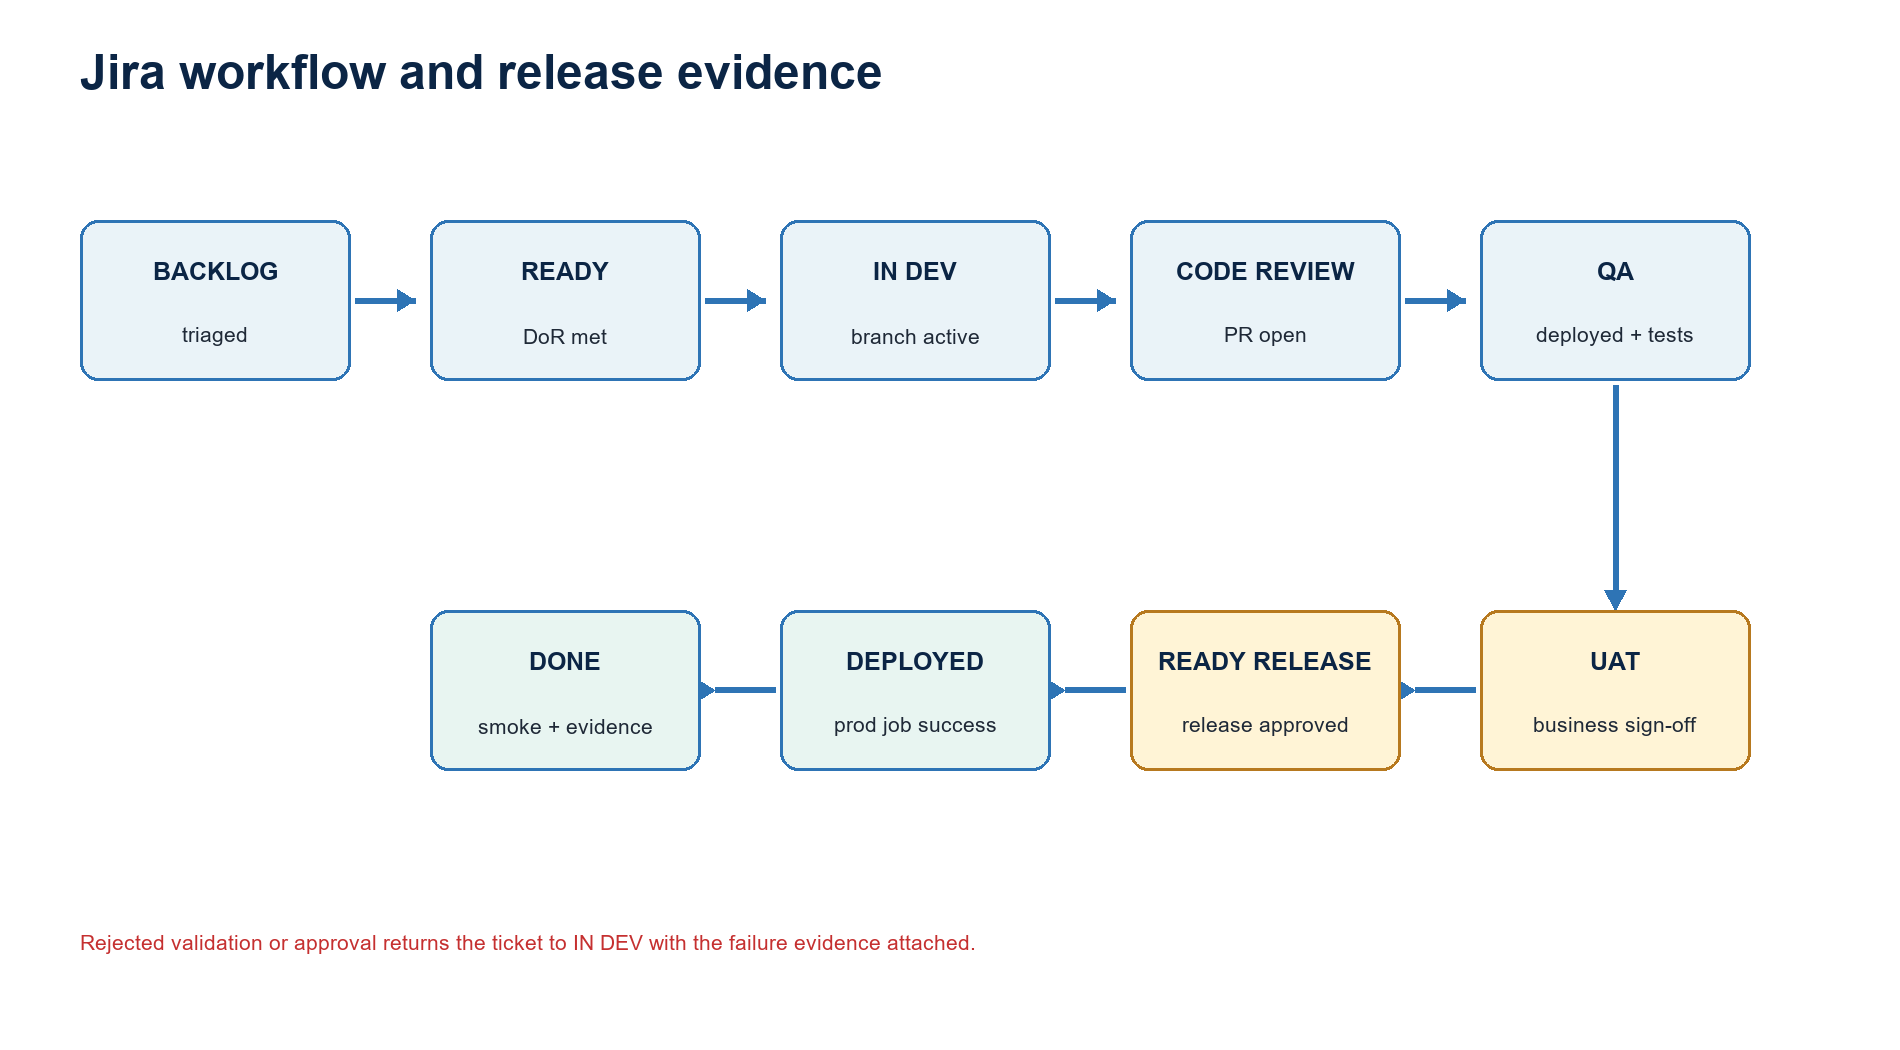 Jira workflow and release evidence
BACKLOG
triaged
READY
DoR met
IN DEV
branch active
CODE REVIEW
PR open
QA
deployed + tests
DONE
smoke + evidence
DEPLOYED
prod job success
READY RELEASE
release approved
UAT
business sign-off
Rejected validation or approval returns the ticket to IN DEV with the failure evidence attached.